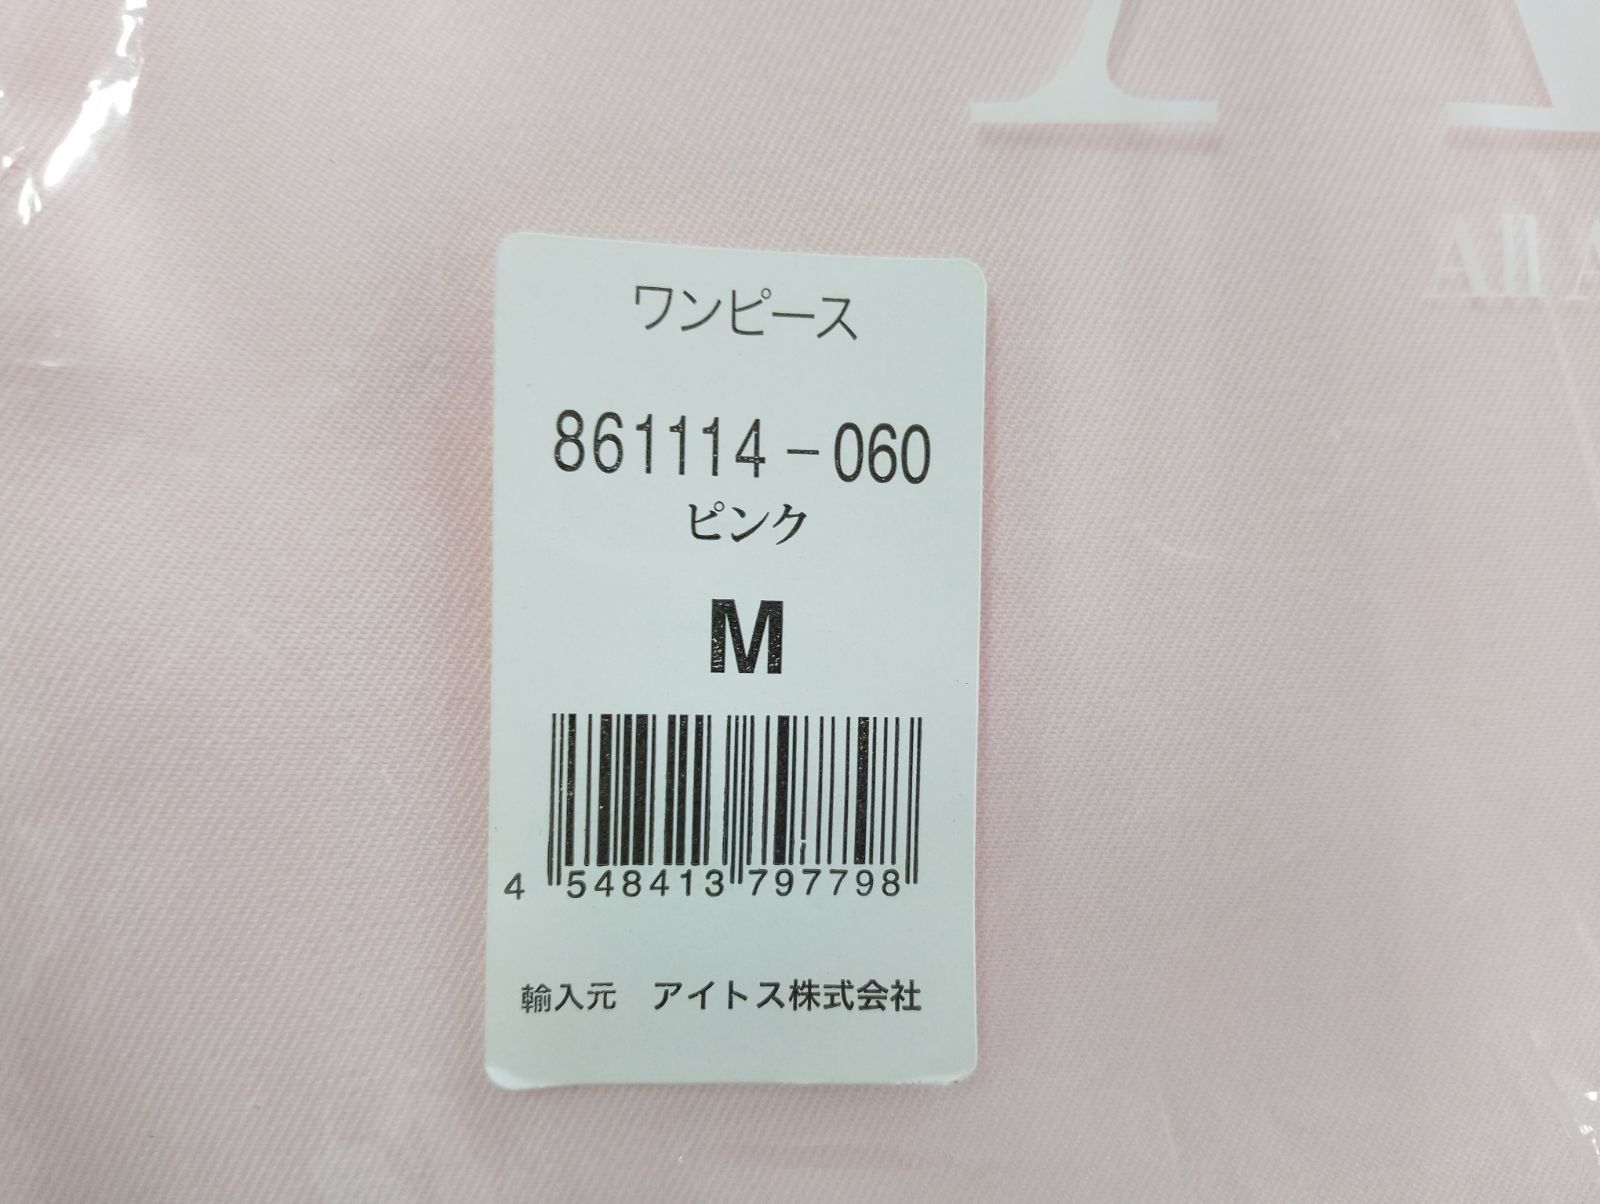 All A
ワンピース
861114-060
ピンク
M
4 548413 797798
輸入元　アイトス株式会社